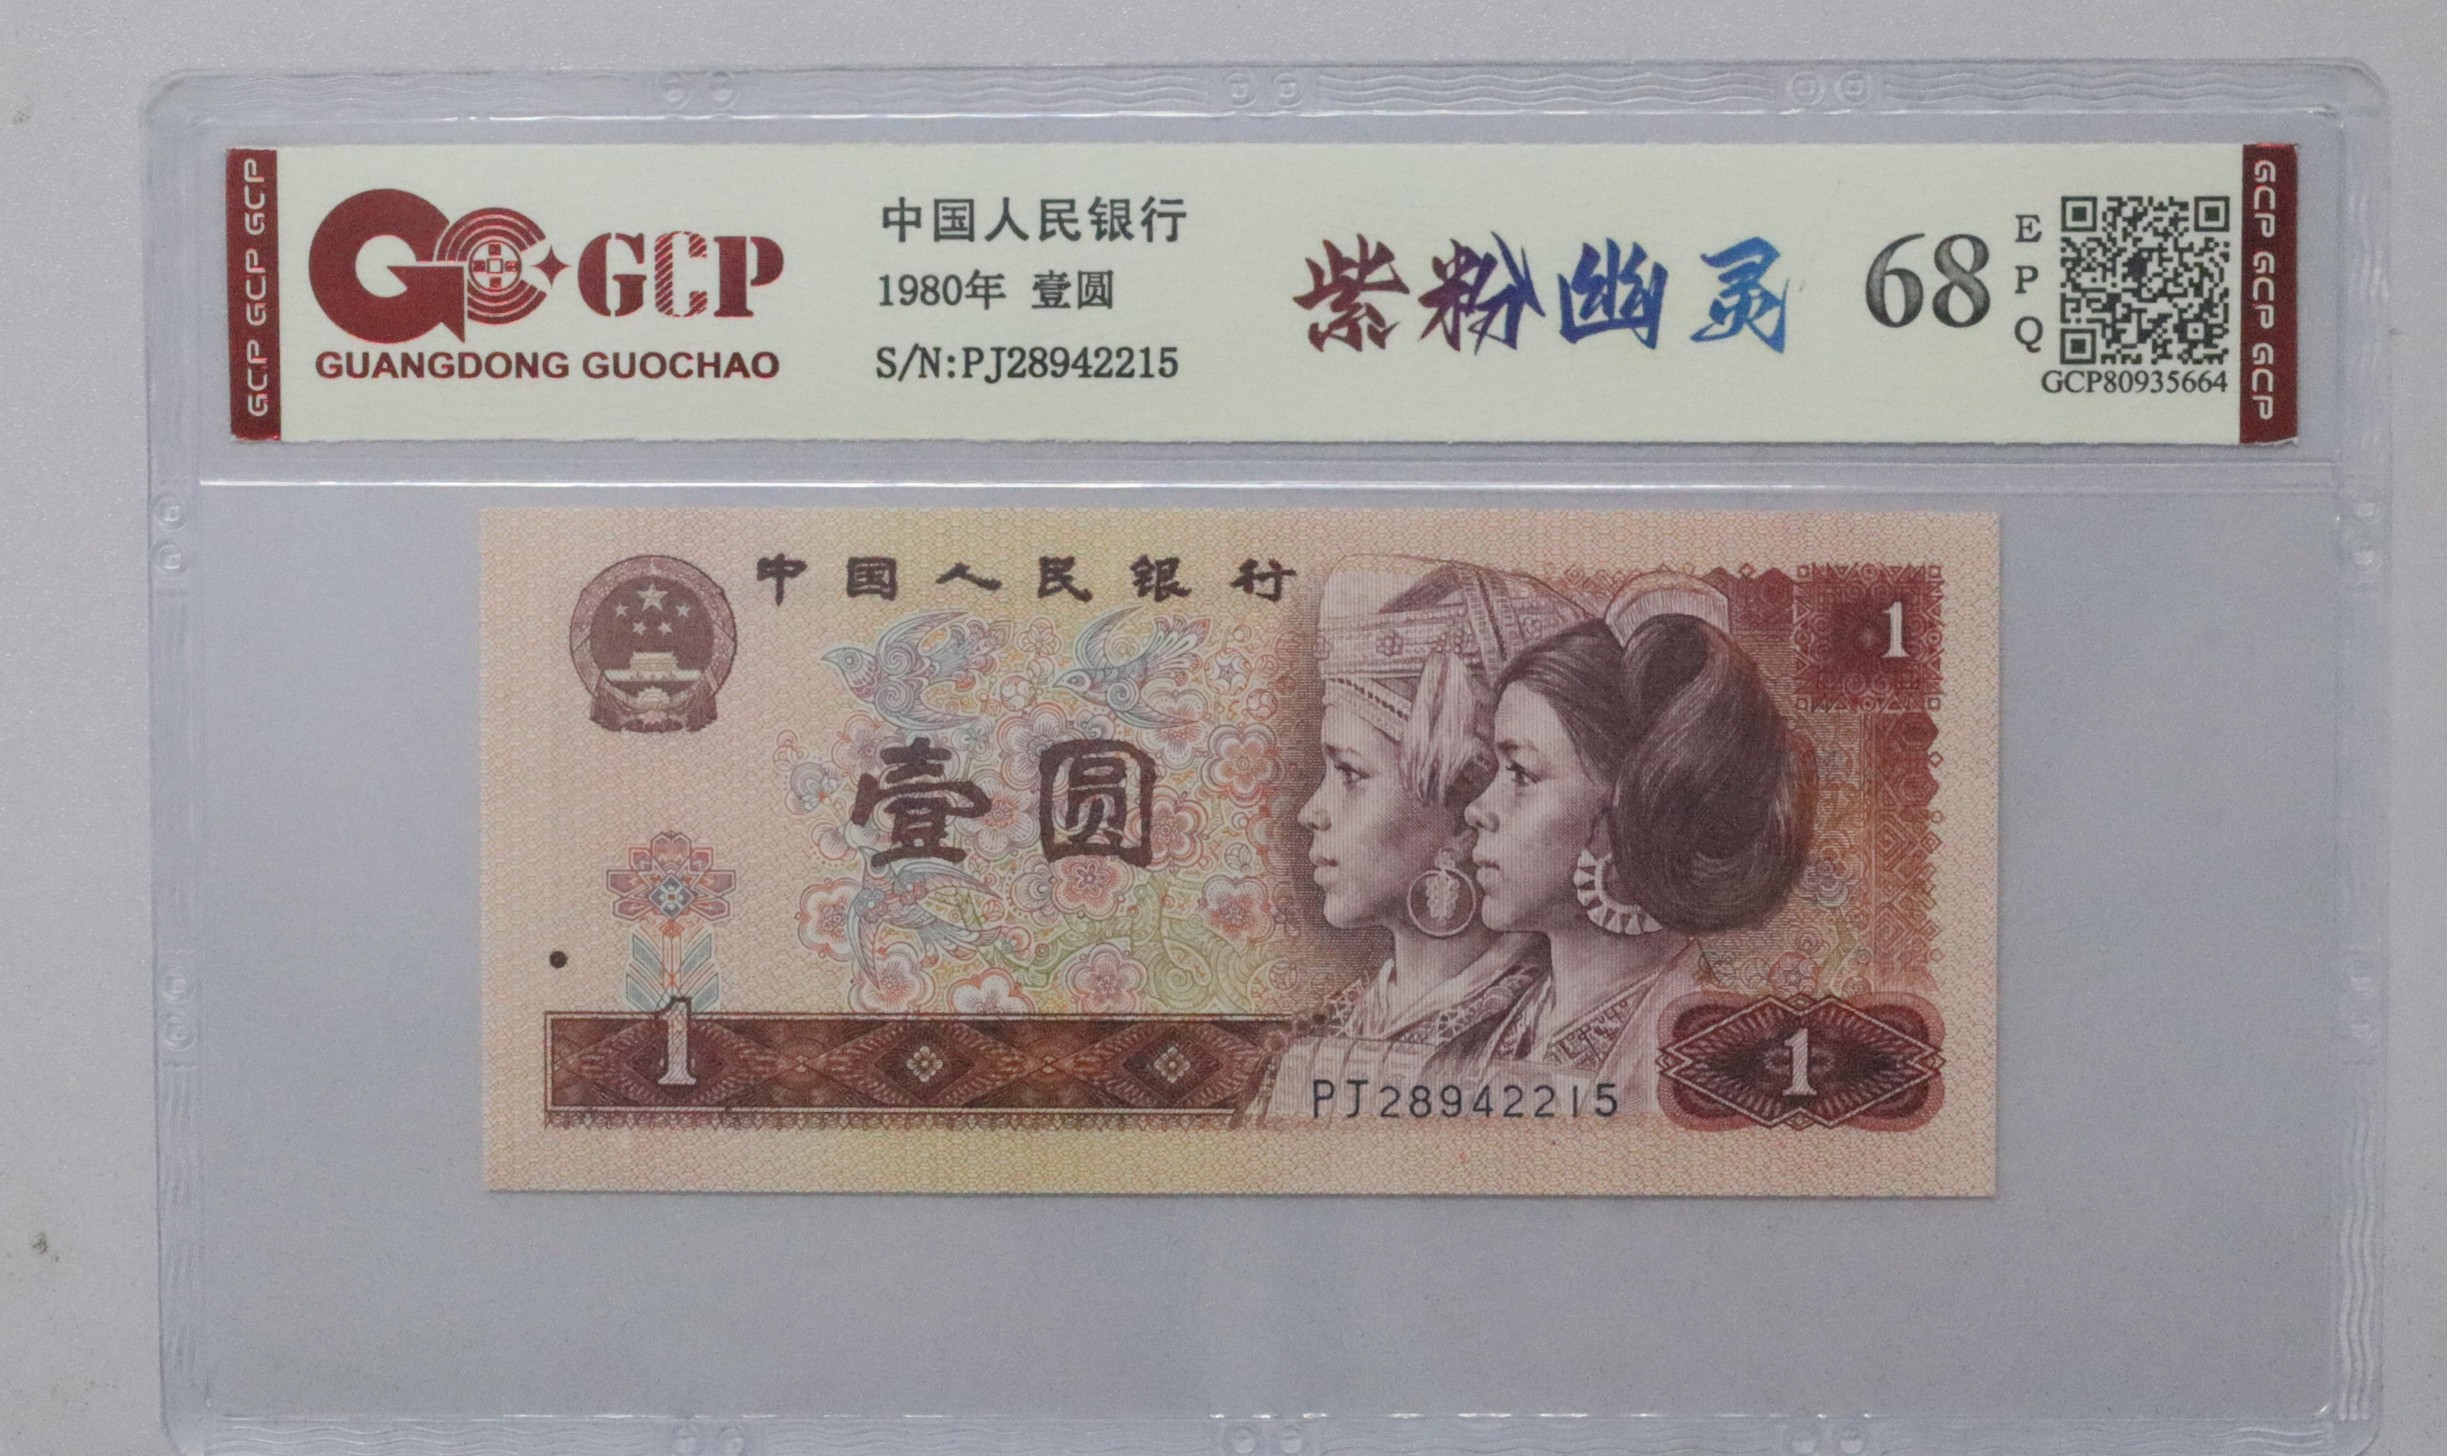 GCP GCP GCP
GCP
GUANGDONG GUOCHAO
中国人民银行
1980年 壹圆
S/N:PJ28942215
紫粉幽灵
68
E
P
Q
GCP80935664
GCP GCP GCP
中国人民银行
1
壹圆
1
1
PJ28942215